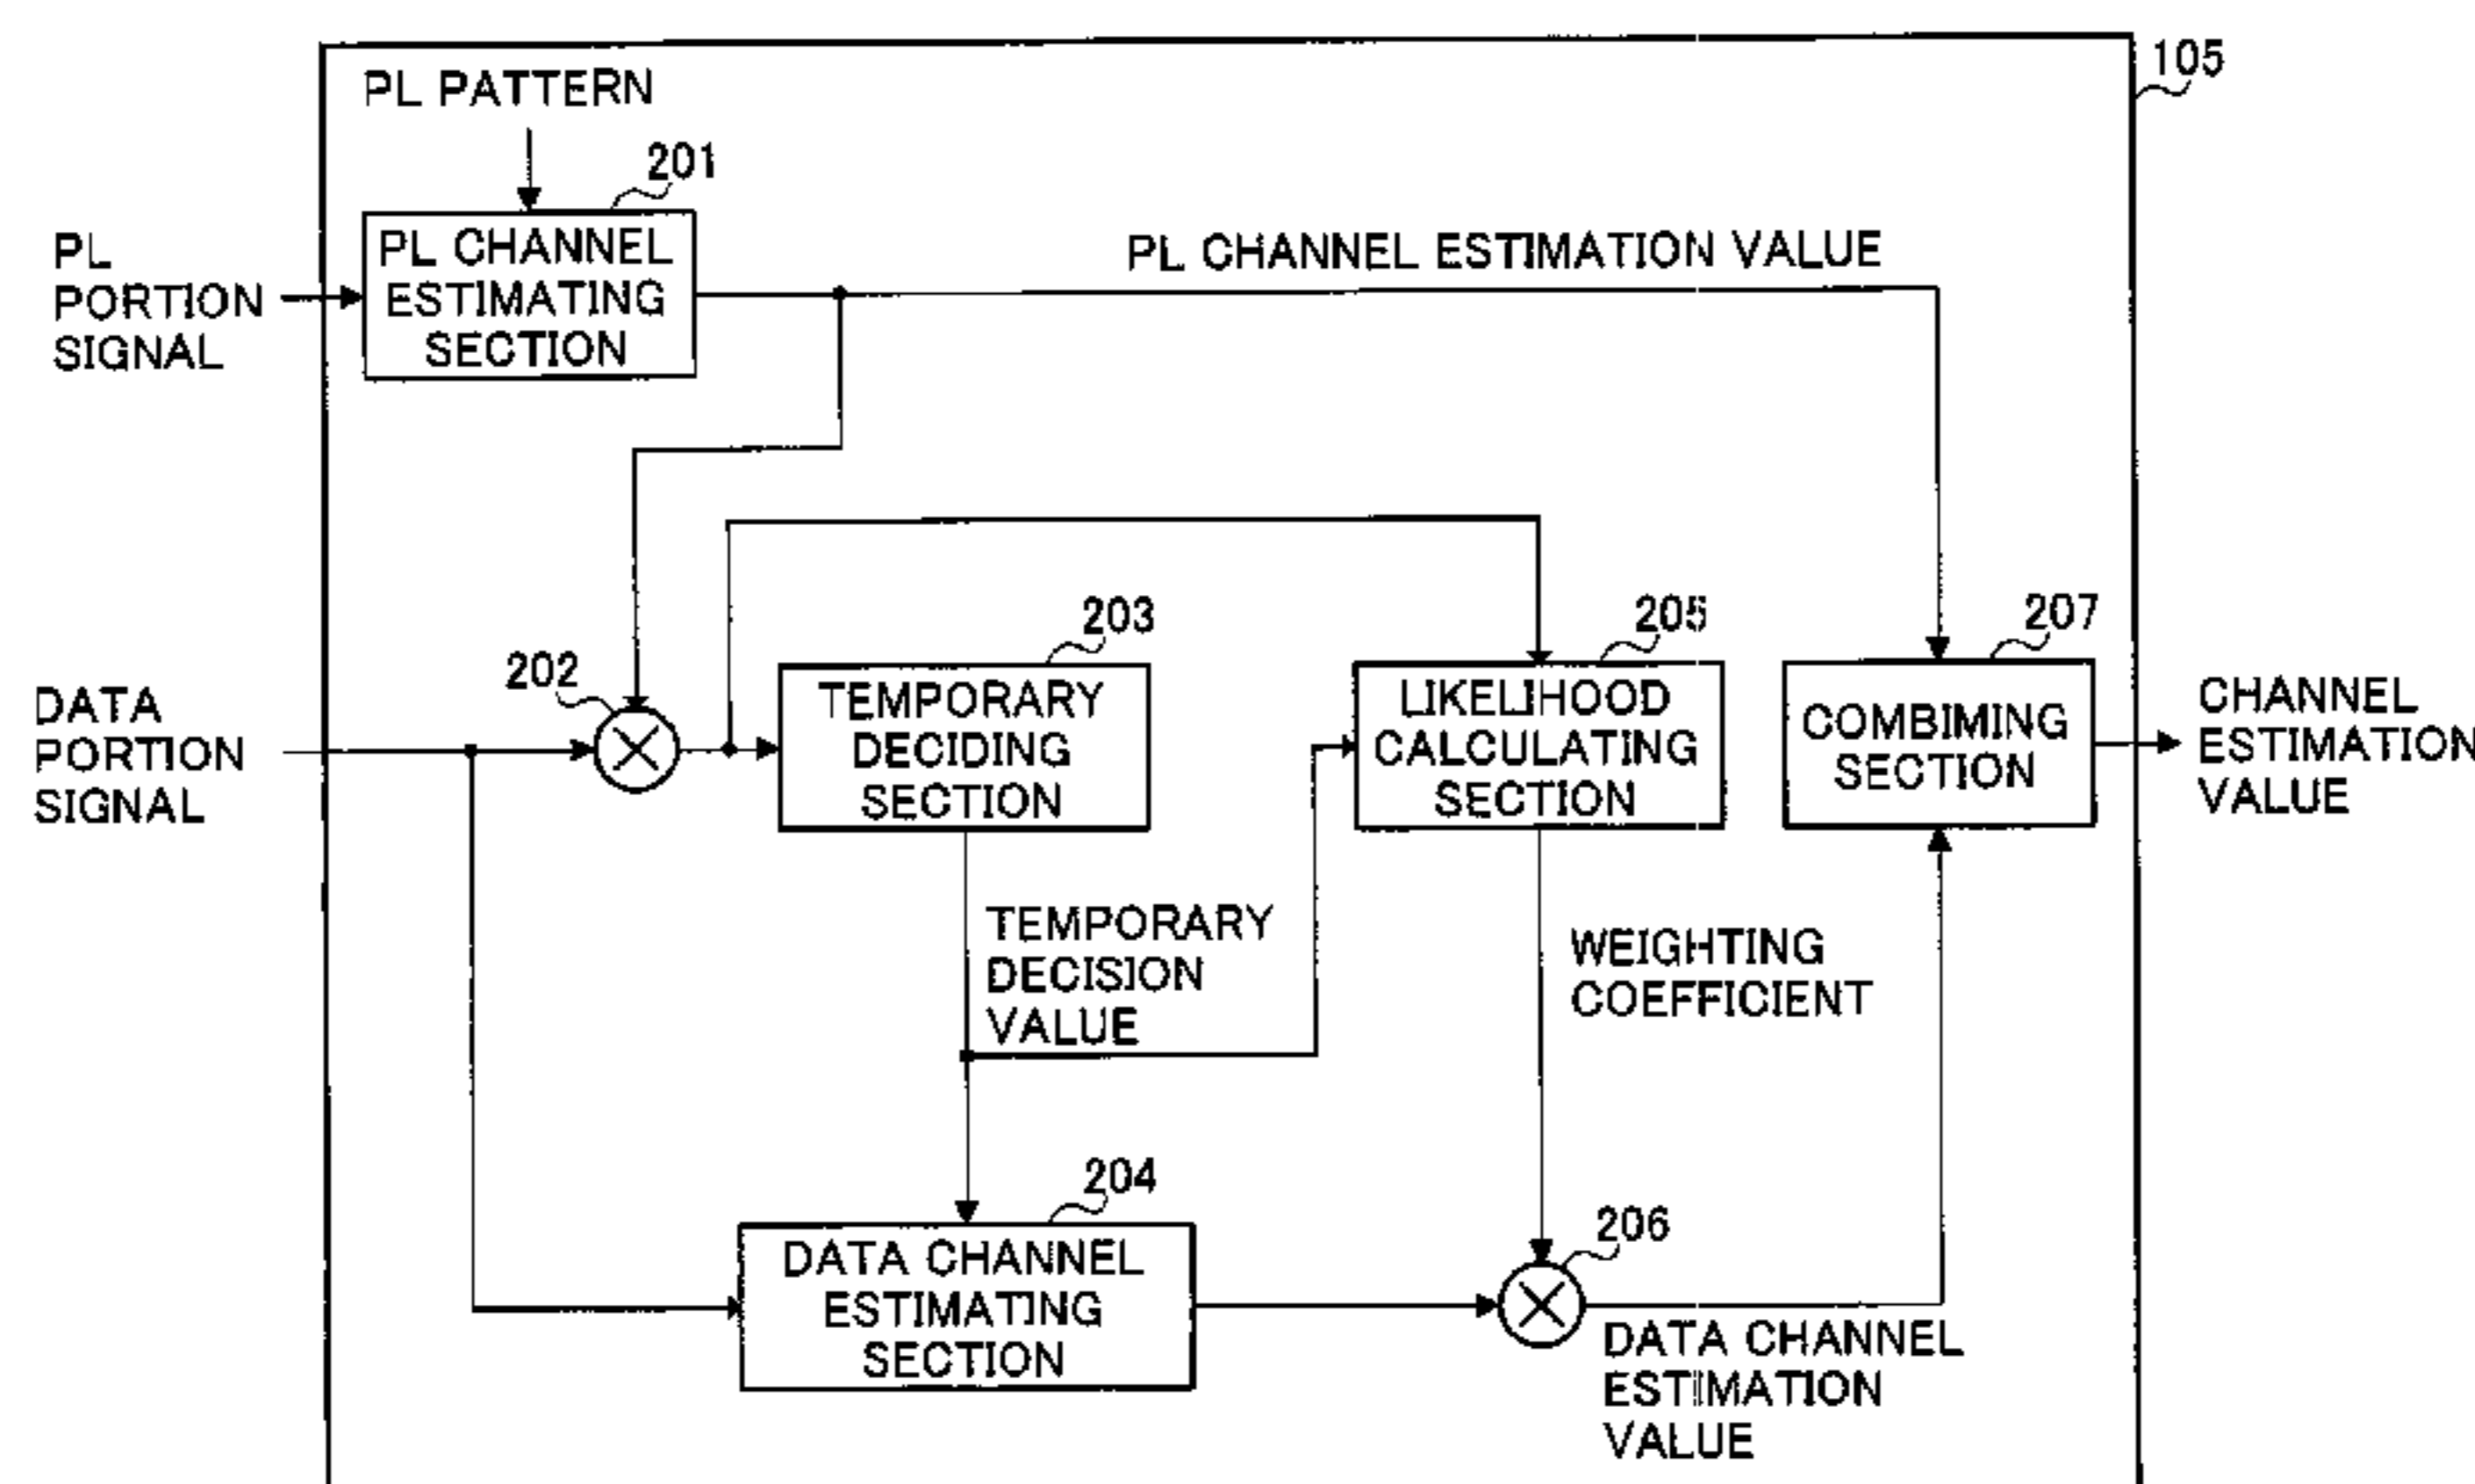 105
PL PATTERN
201
PL
PORTION
SIGNAL
PL CHANNEL
ESTIMATING
SECTION
PL CHANNEL ESTIMATION VALUE
202
203
205
207
DATA
PORTION
SIGNAL
TEMPORARY
DECIDING
SECTION
LIKELIHOOD
CALCULATING
SECTION
COMBIMING
SECTION
CHANNEL
ESTIMATION
VALUE
TEMPORARY
DECISION
VALUE
WEIGHTING
COEFFICIENT
204
206
DATA CHANNEL
ESTIMATING
SECTION
DATA CHANNEL
ESTIMATION
VALUE